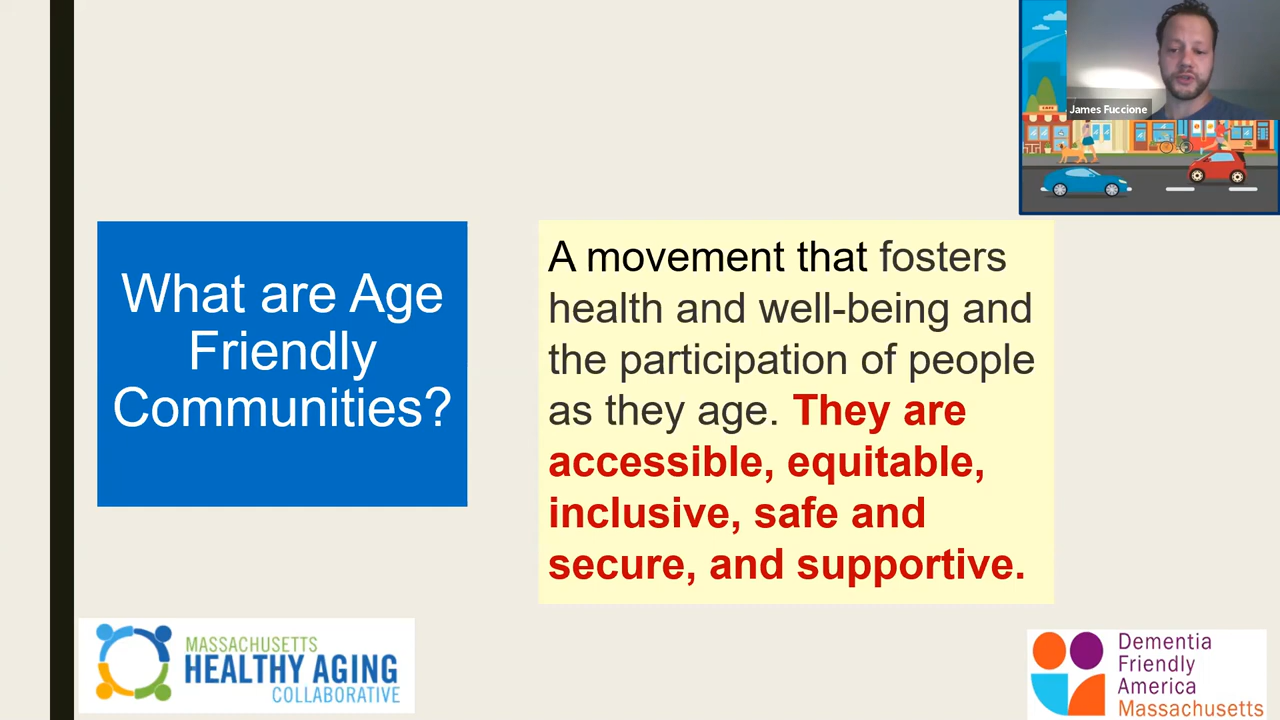 James Fuccione
What are Age
Friendly
Communities?
A movement that fosters
health and well-being and
the participation of people
as they age. They are
accessible, equitable,
inclusive, safe and
secure, and supportive.
MASSACHUSETTS
HEALTHY AGING
COLLABORATIVE
Dementia
Friendly
America
Massachusetts